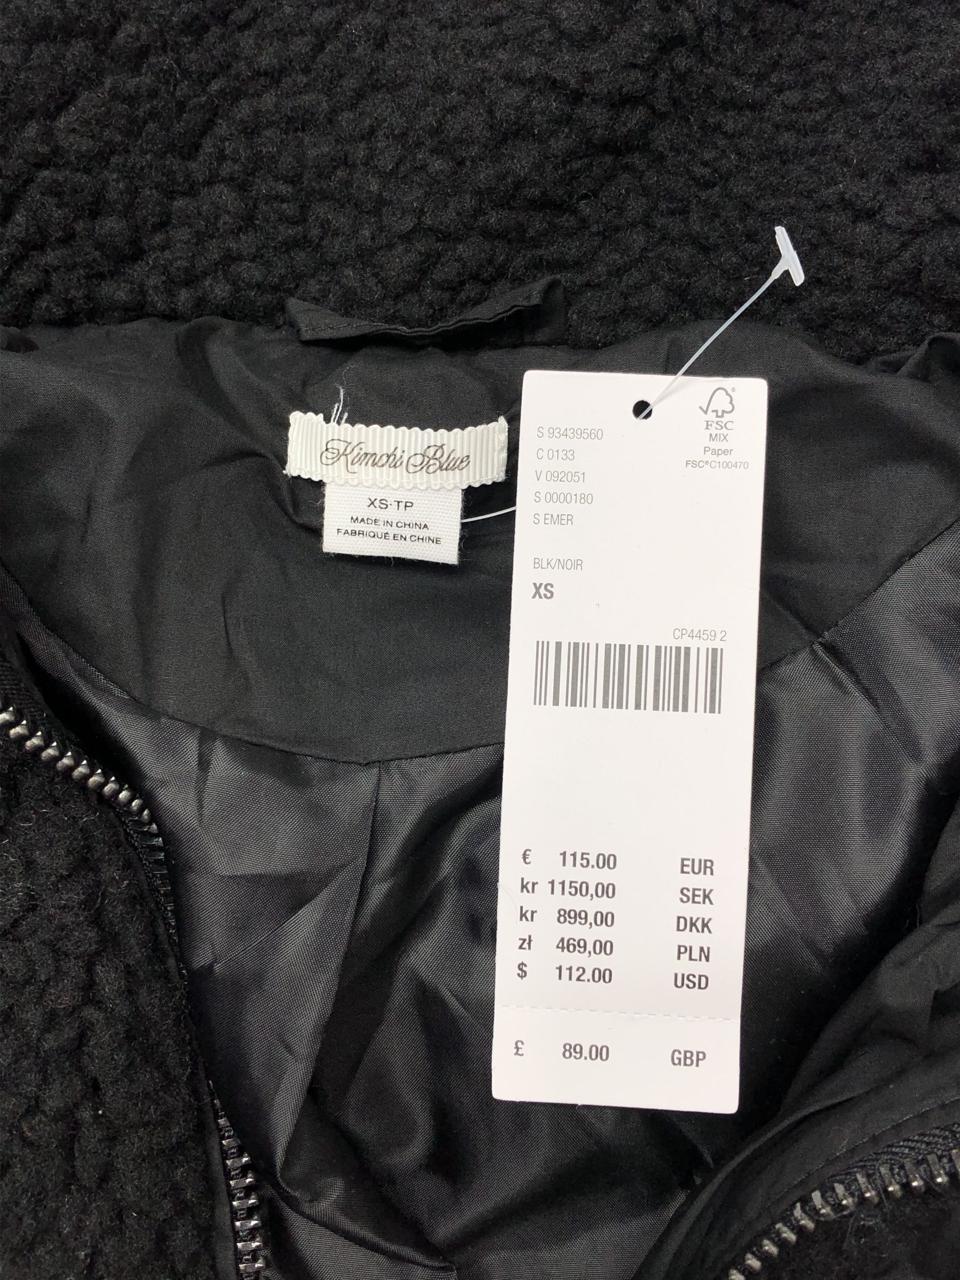 Kimchi Blue
XS·TP
MADE IN CHINA
FABRIQUÉ EN CHINE
S 93439560
C 0133
V 092051
S 0000180
S EMER
FSC
MIX
Paper
FSC®C100470
BLK/NOIR
XS
CP4459 2
€ 115.00 EUR
kr 1150,00 SEK
kr 899,00 DKK
zł 469,00 PLN
$ 112.00 USD
£ 89.00 GBP